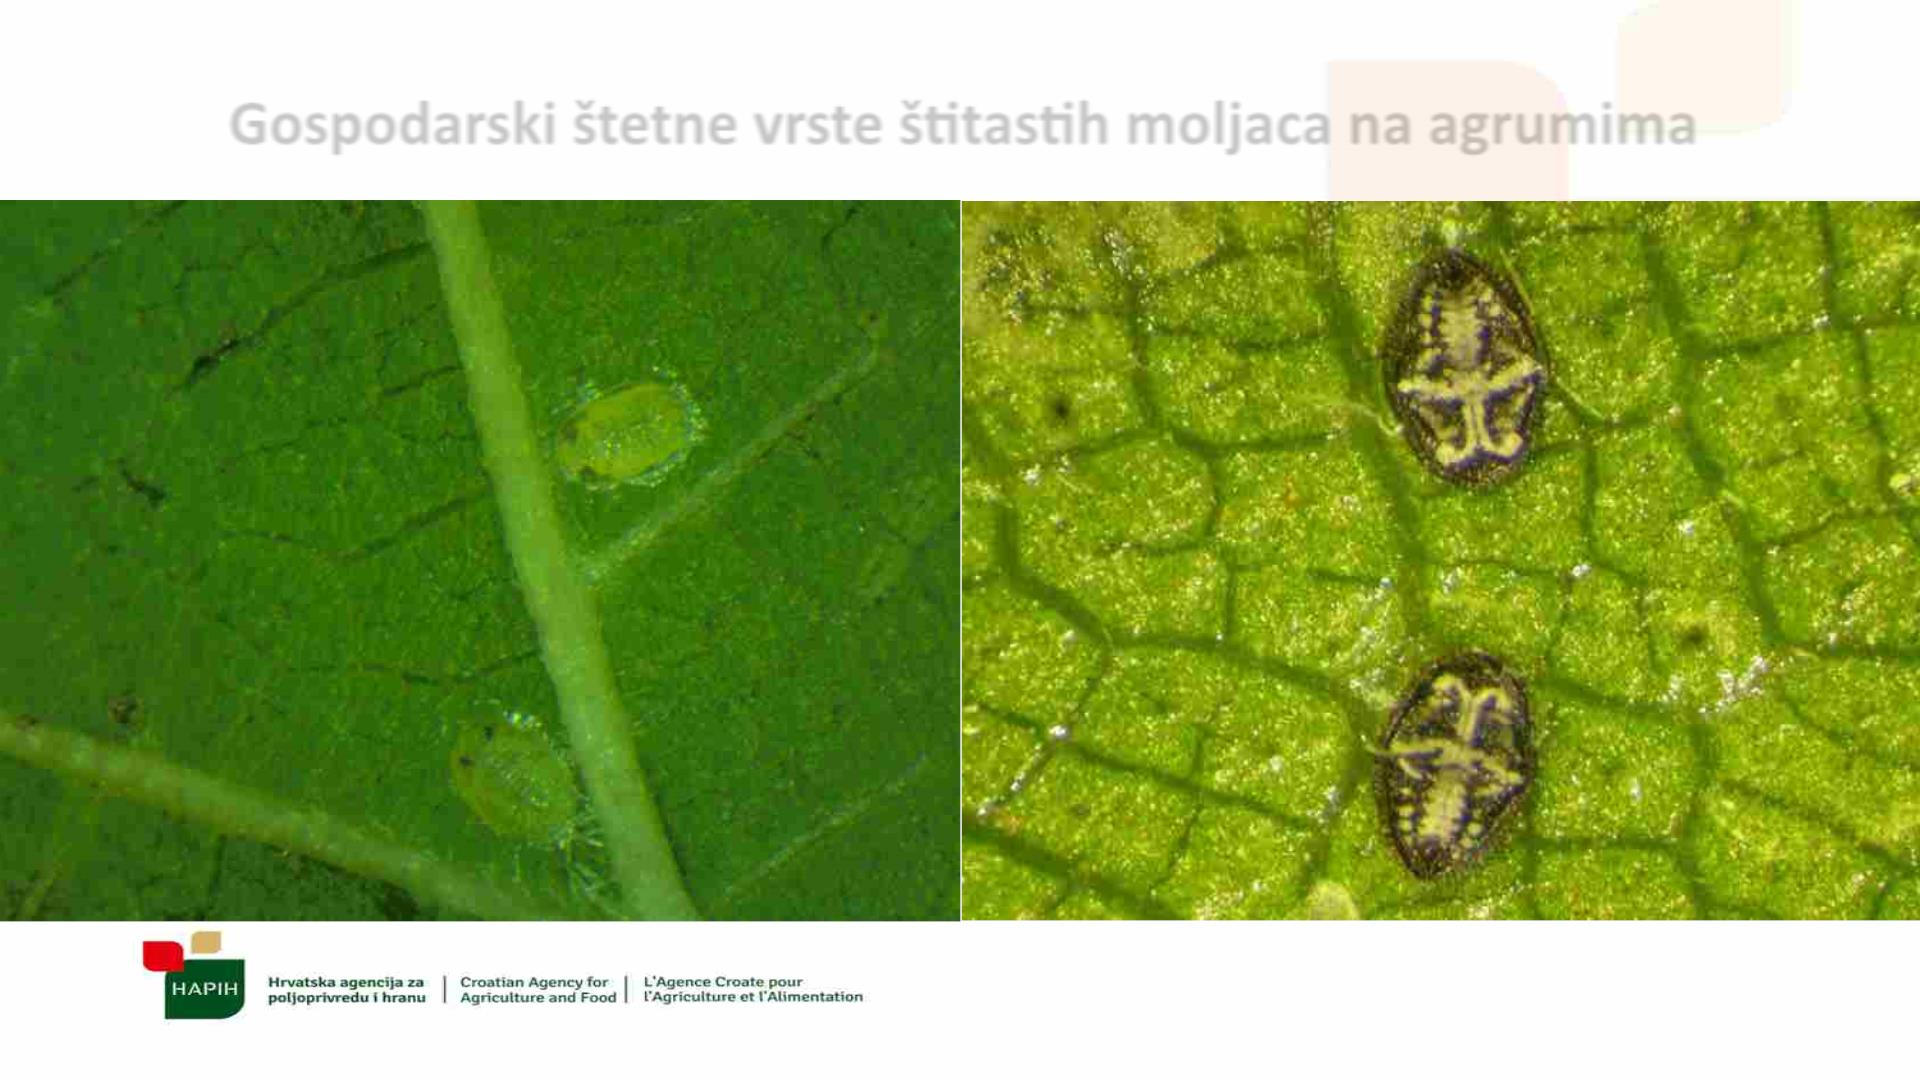 Gospodarski štetne vrste štitastih moljaca na agrumima
HAPIH
Hrvatska agencija za
poljoprivredu i hranu
Croatian Agency for
Agriculture and Food
L'Agence Croate pour
l'Agriculture et l'Alimentation